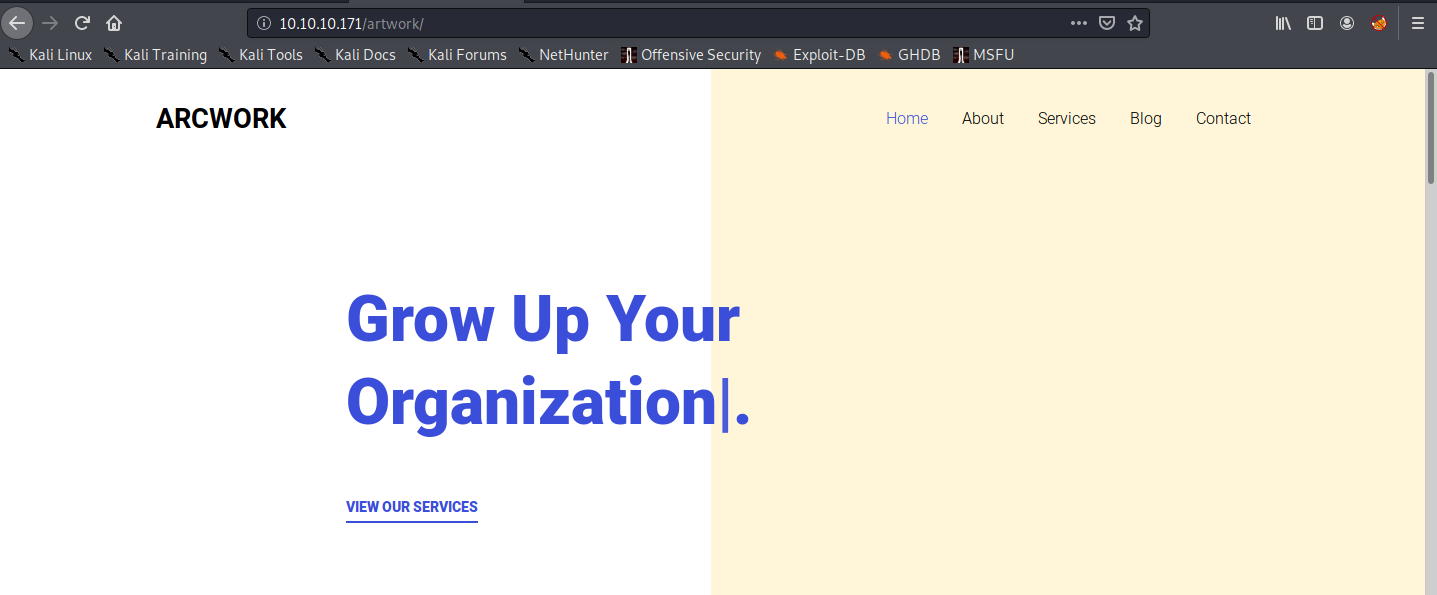 10.10.10.171/artwork/
Kali Linux Kali Training Kali Tools Kali Docs Kali Forums NetHunter Offensive Security Exploit-DB GHDB MSFU
ARCWORK Home About Services Blog Contact
Grow Up Your
Organization|.
VIEW OUR SERVICES